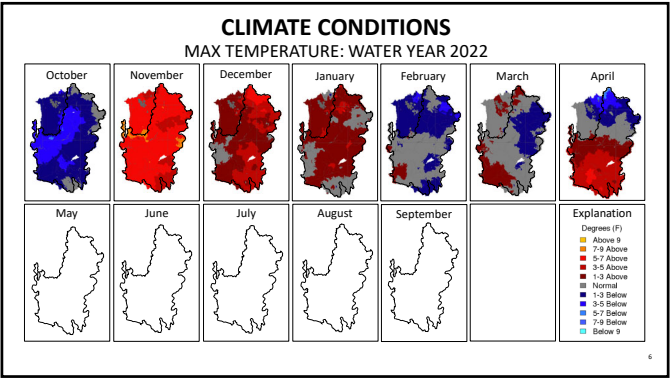 CLIMATE CONDITIONS
MAX TEMPERATURE: WATER YEAR 2022
October
November
December
January
February
March
April
May
June
July
August
September
Explanation
Degrees (F)
Above 9
7-9 Above
5-7 Above
3-5 Above
1-3 Above
Normal
1-3 Below
3-5 Below
5-7 Below
7-9 Below
Below 9
6